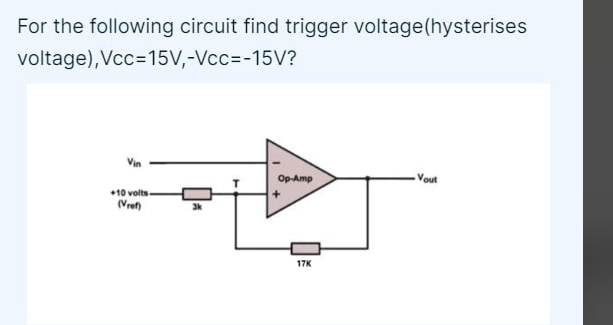 For the following circuit find trigger voltage(hysterises
voltage),Vcc=15V,-Vcc=-15V?
Vin
Op-Amp
-
+
T
Vout
+10 volts
(Vref)
3k
17K